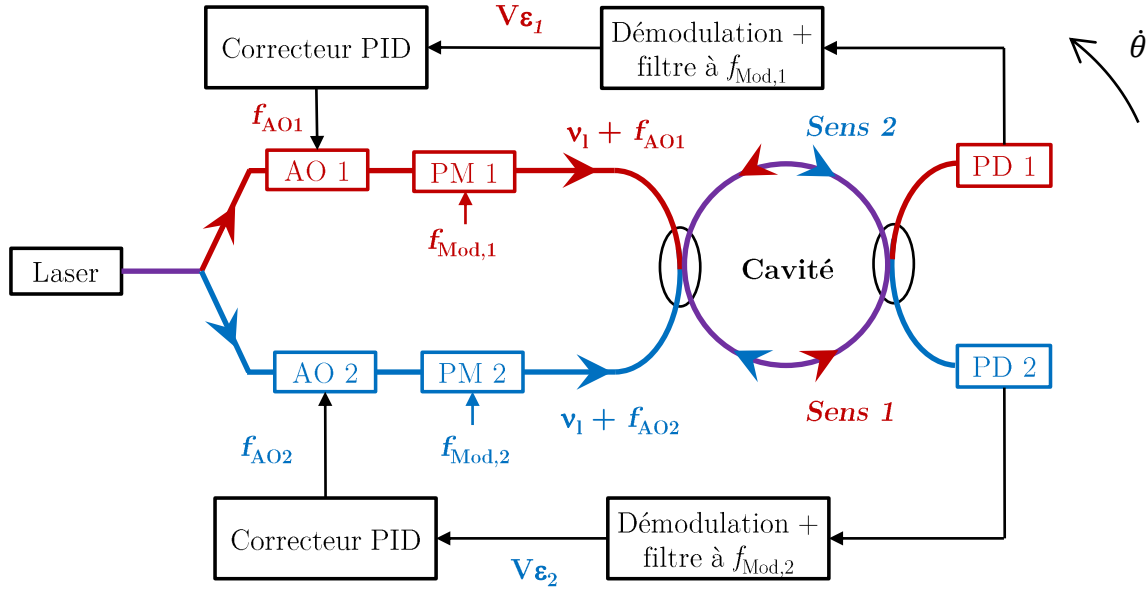 Vε1
Correcteur PID
Démodulation +
filtre à fMod,1
θ̇
fAO1
νl + fAO1
Sens 2
AO 1
PM 1
PD 1
fMod,1
Laser
Cavité
AO 2
PM 2
PD 2
Sens 1
νl + fAO2
fAO2
fMod,2
Démodulation +
Correcteur PID
filtre à fMod,2
Vε2